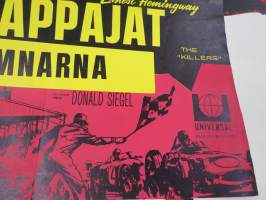 Ernest Hemingway
APPAJAT
MNARNA
THE
"KILLERS"
DONALD SIEGEL
UNIVERSAL